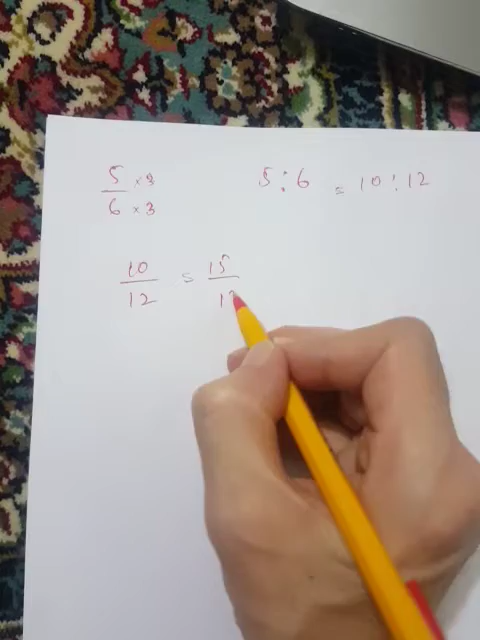 5 × 3
6 × 3
5 : 6 = 10 : 12
10 = 15
12